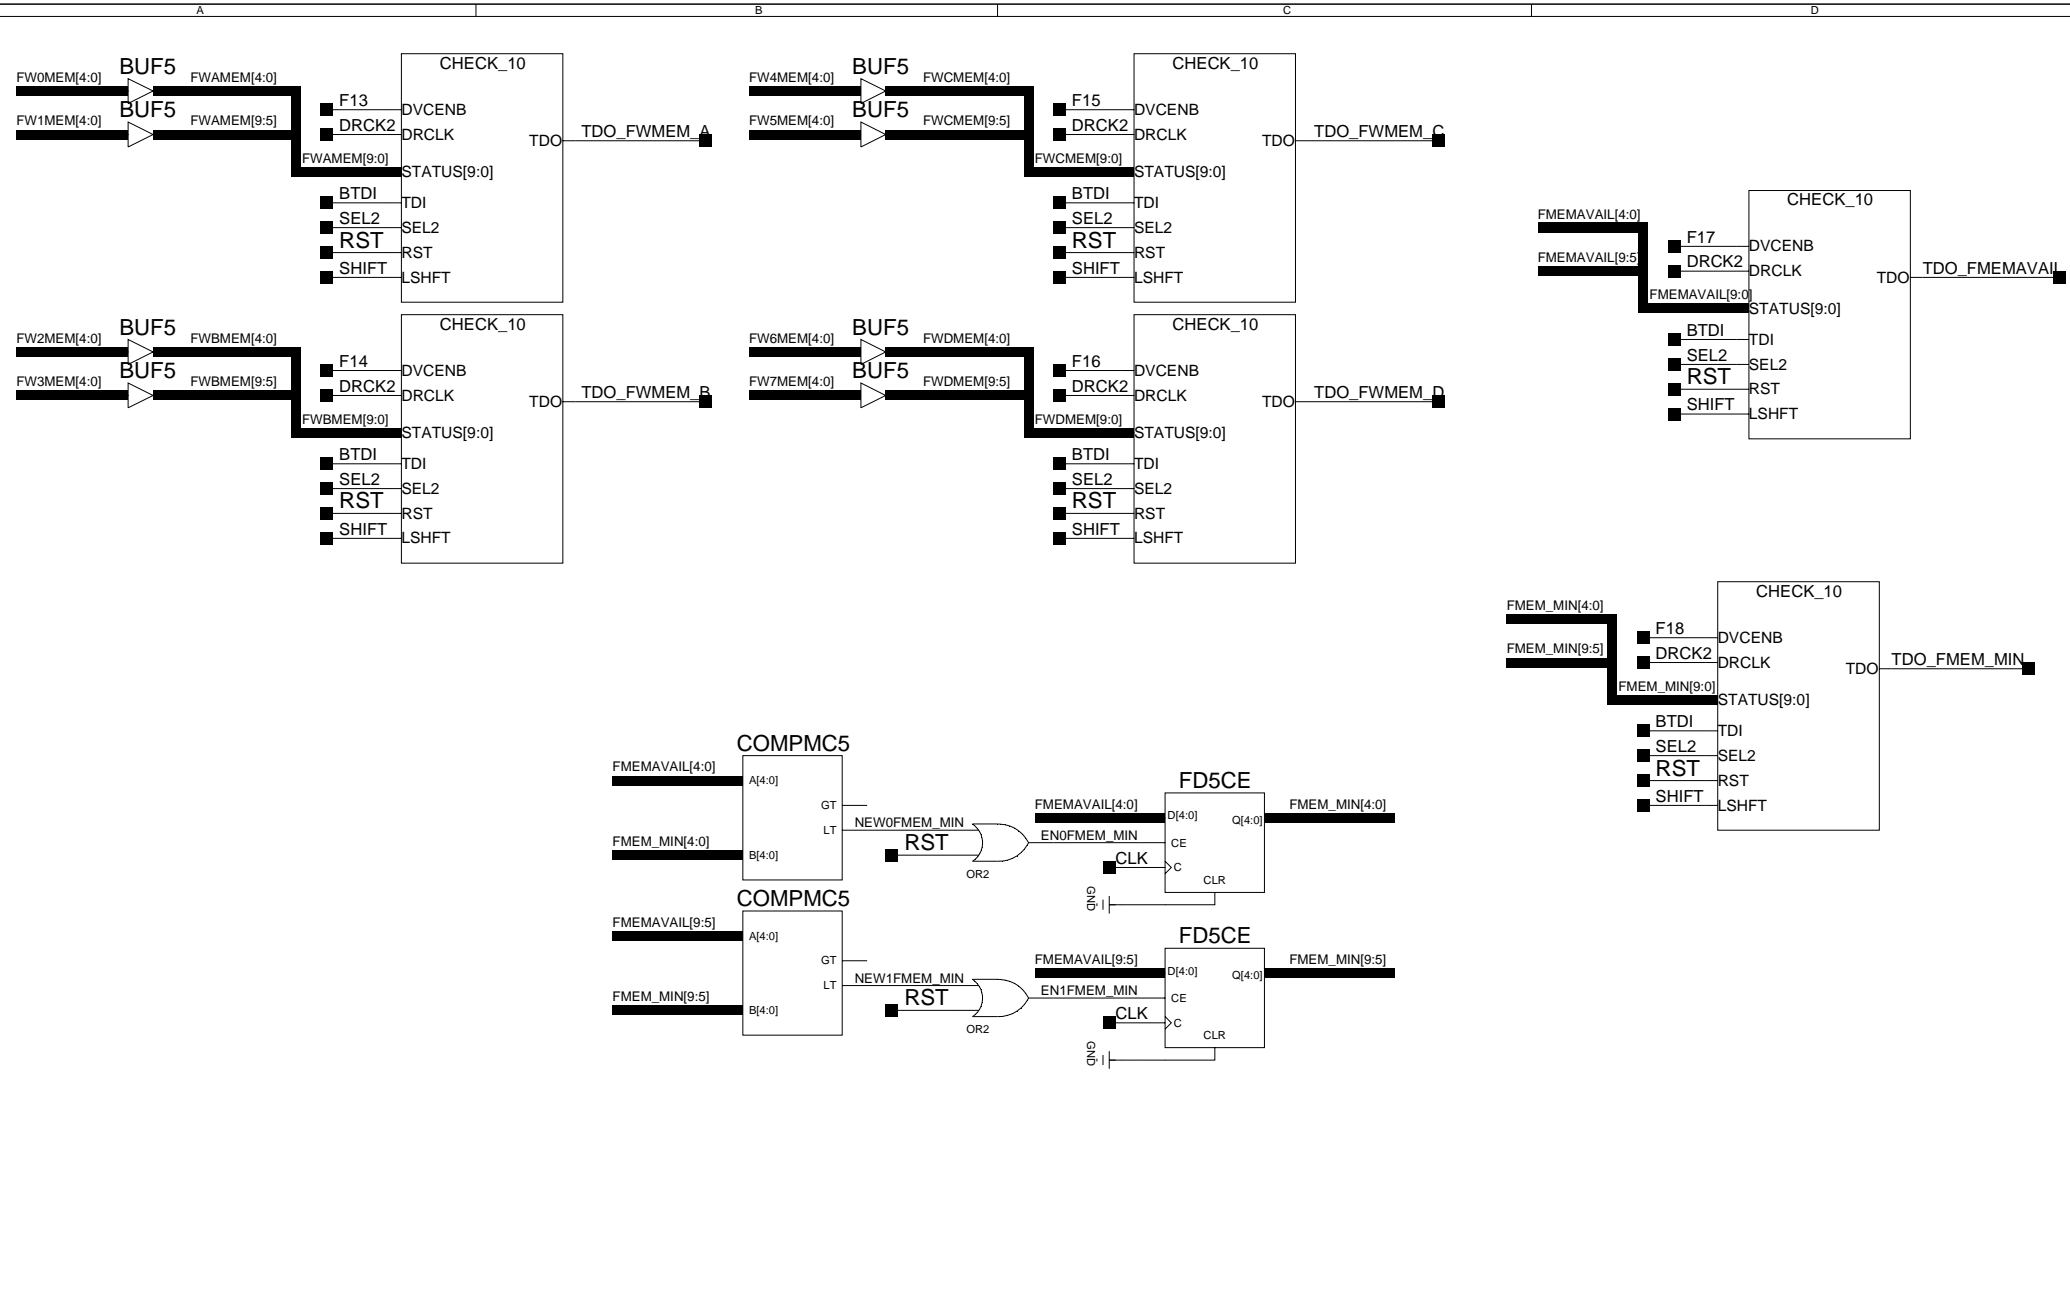 A B C D
CHECK_10
BUF5
FW0MEM[4:0]
FWAMEM[4:0]
BUF5
FW1MEM[4:0]
FWAMEM[9:5]
FWAMEM[9:0]
F13
DVCENB
DRCK2
DRCLK
TDO
TDO_FWMEM_A
STATUS[9:0]
BTDI
TDI
SEL2
SEL2
RST
RST
SHIFT
LSHFT
CHECK_10
BUF5
FW4MEM[4:0]
FWCMEM[4:0]
BUF5
FW5MEM[4:0]
FWCMEM[9:5]
FWCMEM[9:0]
F15
DVCENB
DRCK2
DRCLK
TDO
TDO_FWMEM_C
STATUS[9:0]
BTDI
TDI
SEL2
SEL2
RST
RST
SHIFT
LSHFT
CHECK_10
FMEMAVAIL[4:0]
FMEMAVAIL[9:5]
FMEMAVAIL[9:0]
F17
DVCENB
DRCK2
DRCLK
TDO
TDO_FMEMAVAIL
STATUS[9:0]
BTDI
TDI
SEL2
SEL2
RST
RST
SHIFT
LSHFT
CHECK_10
BUF5
FW2MEM[4:0]
FWBMEM[4:0]
BUF5
FW3MEM[4:0]
FWBMEM[9:5]
FWBMEM[9:0]
F14
DVCENB
DRCK2
DRCLK
TDO
TDO_FWMEM_B
STATUS[9:0]
BTDI
TDI
SEL2
SEL2
RST
RST
SHIFT
LSHFT
CHECK_10
BUF5
FW6MEM[4:0]
FWDMEM[4:0]
BUF5
FW7MEM[4:0]
FWDMEM[9:5]
FWDMEM[9:0]
F16
DVCENB
DRCK2
DRCLK
TDO
TDO_FWMEM_D
STATUS[9:0]
BTDI
TDI
SEL2
SEL2
RST
RST
SHIFT
LSHFT
CHECK_10
FMEM_MIN[4:0]
FMEM_MIN[9:5]
FMEM_MIN[9:0]
F18
DVCENB
DRCK2
DRCLK
TDO
TDO_FMEM_MIN
STATUS[9:0]
BTDI
TDI
SEL2
SEL2
RST
RST
SHIFT
LSHFT
COMPMC5
FMEMAVAIL[4:0]
A[4:0]
GT
LT
FMEM_MIN[4:0]
B[4:0]
NEW0FMEM_MIN
RST
OR2
EN0FMEM_MIN
FD5CE
FMEMAVAIL[4:0]
D[4:0]
Q[4:0]
FMEM_MIN[4:0]
CE
CLK
C
CLR
GND
COMPMC5
FMEMAVAIL[9:5]
A[4:0]
GT
LT
FMEM_MIN[9:5]
B[4:0]
NEW1FMEM_MIN
RST
OR2
EN1FMEM_MIN
FD5CE
FMEMAVAIL[9:5]
D[4:0]
Q[4:0]
FMEM_MIN[9:5]
CE
CLK
C
CLR
GND